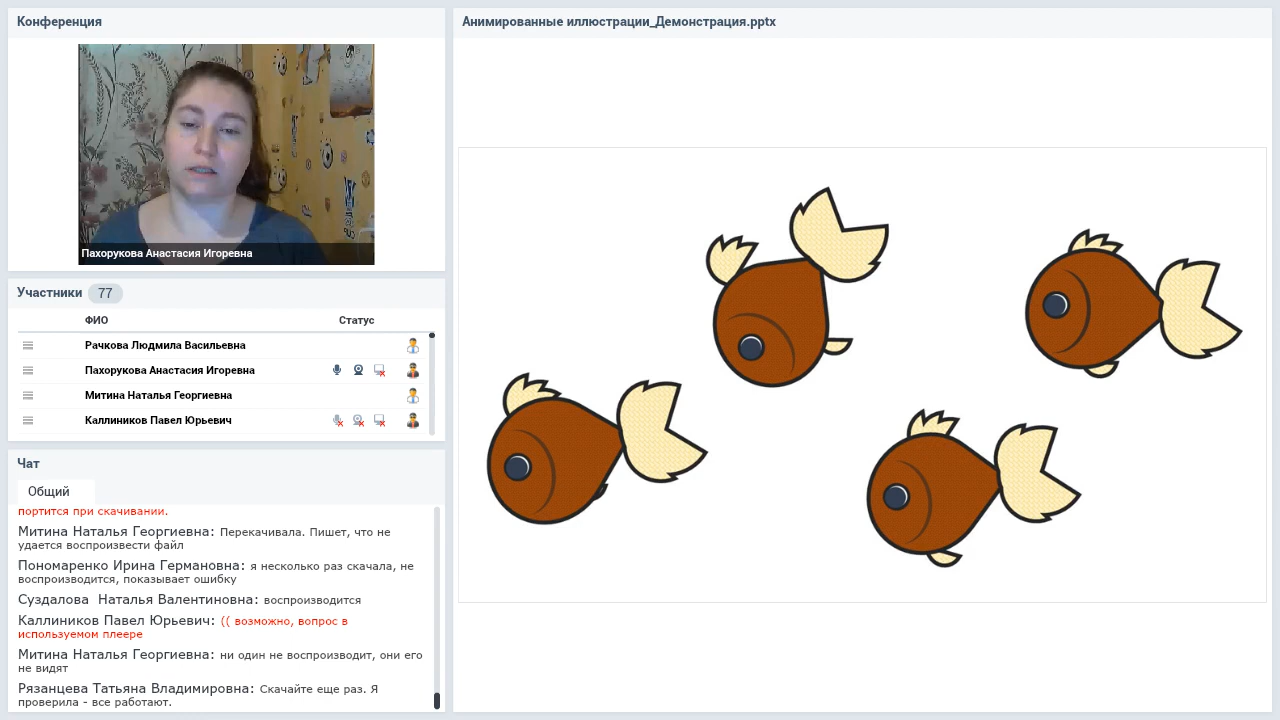 Конференция
Пахорукова Анастасия Игоревна
Участники 77
ФИО Статус
Рачкова Людмила Васильевна
Пахорукова Анастасия Игоревна
Митина Наталья Георгиевна
Каллиников Павел Юрьевич
Чат
Общий
портится при скачивании.
Митина Наталья Георгиевна: Перекачивала. Пишет, что не
удается воспроизвести файл
Пономаренко Ирина Германовна: я несколько раз скачала, не
воспроизводится, показывает ошибку
Суздалова Наталья Валентиновна: воспроизводится
Каллиников Павел Юрьевич: (( возможно, вопрос в
используемом плеере
Митина Наталья Георгиевна: ни один не воспроизводит, они его
не видят
Рязанцева Татьяна Владимировна: Скачайте еще раз. Я
проверила - все работают.
Анимированные иллюстрации_Демонстрация.pptx